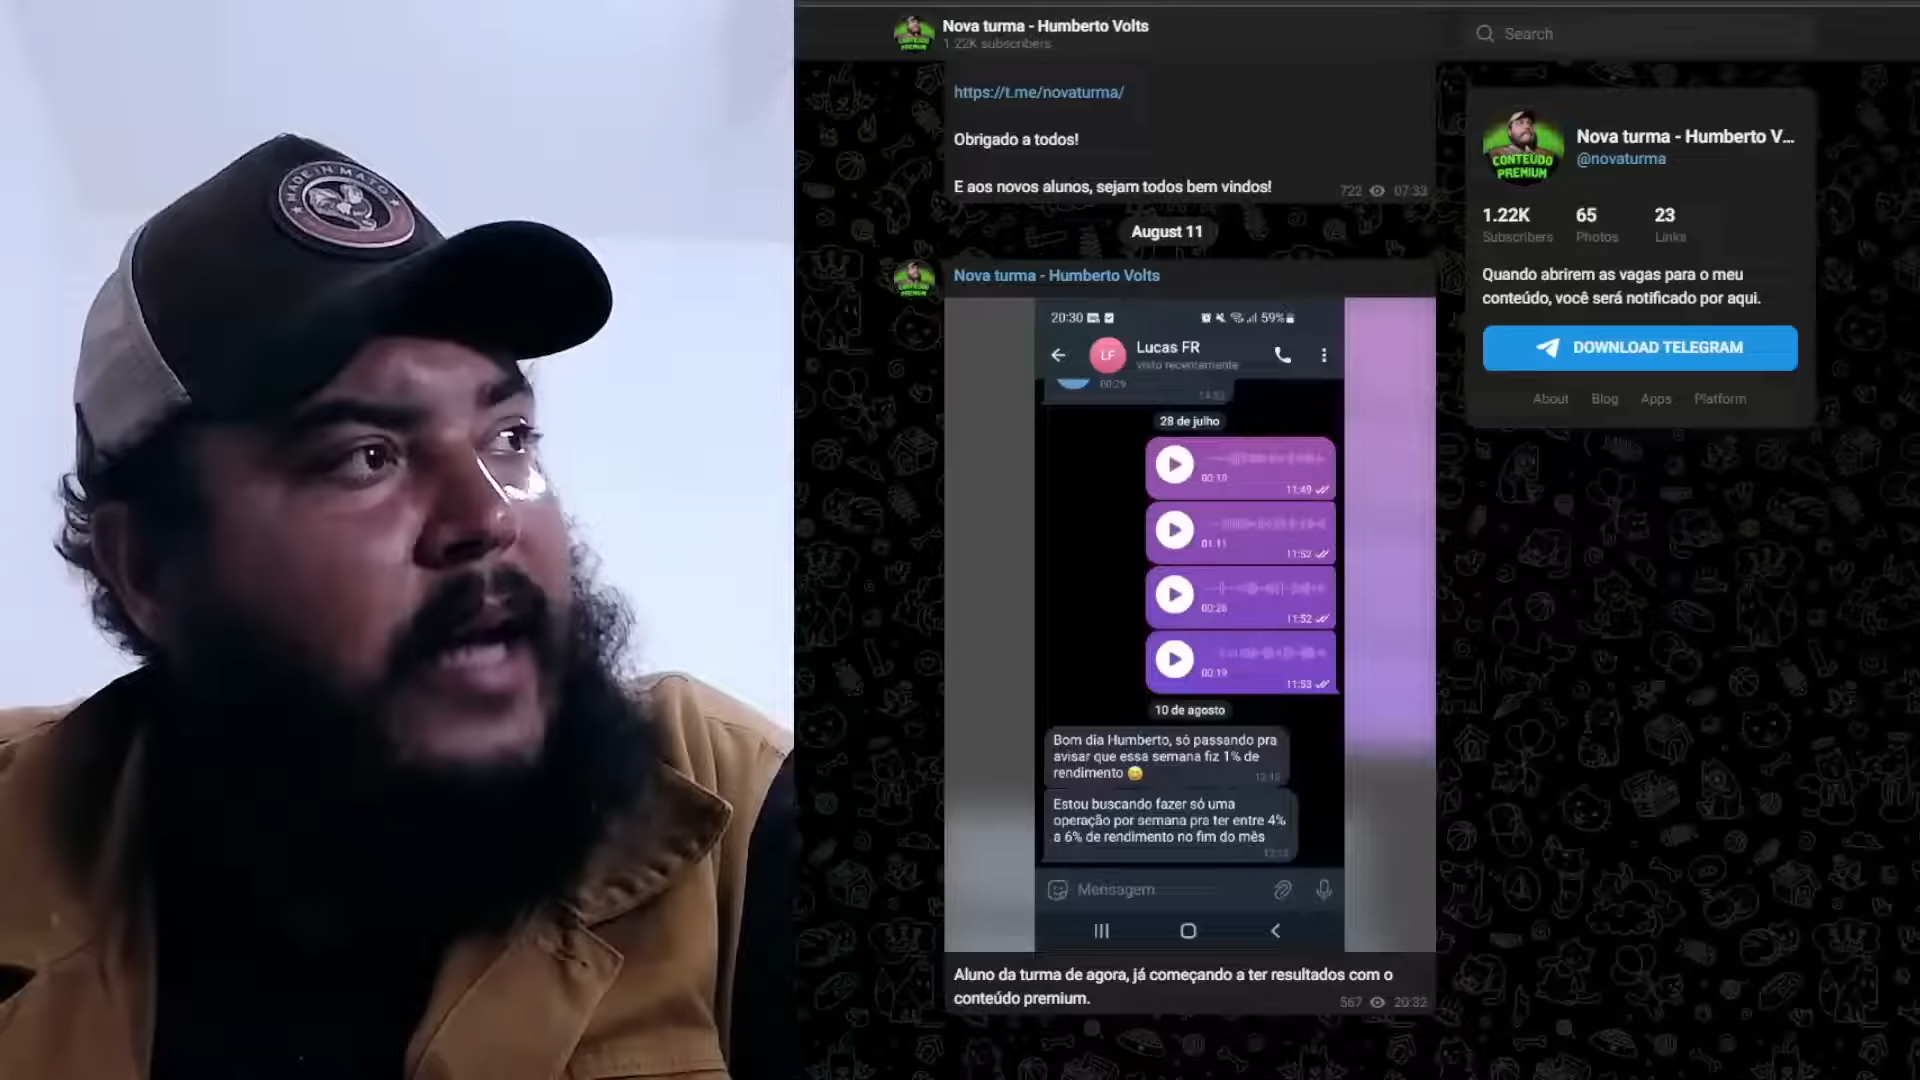 MADE IN MATO
Nova turma - Humberto Volts
1.22K subscribers
Search
https://t.me/novaturma/
Obrigado a todos!
E aos novos alunos, sejam todos bem vindos!
722 07:33
August 11
Nova turma - Humberto Volts
20:30
59%
LF
Lucas FR
visto recentemente
00:29
14:53
28 de julho
00:10
11:49
01:11
11:52
00:26
11:52
00:19
11:53
10 de agosto
Bom dia Humberto, só passando pra
avisar que essa semana fiz 1% de
rendimento
Estou buscando fazer só uma
operação por semana pra ter entre 4%
a 6% de rendimento no fim do mês
Mensagem
Aluno da turma de agora, já começando a ter resultados com o
conteúdo premium.
567 20:32
CONTEÚDO
PREMIUM
Nova turma - Humberto V...
@novaturma
1.22K 65 23
Subscribers Photos Links
Quando abrirem as vagas para o meu
conteúdo, você será notificado por aqui.
DOWNLOAD TELEGRAM
About Blog Apps Platform